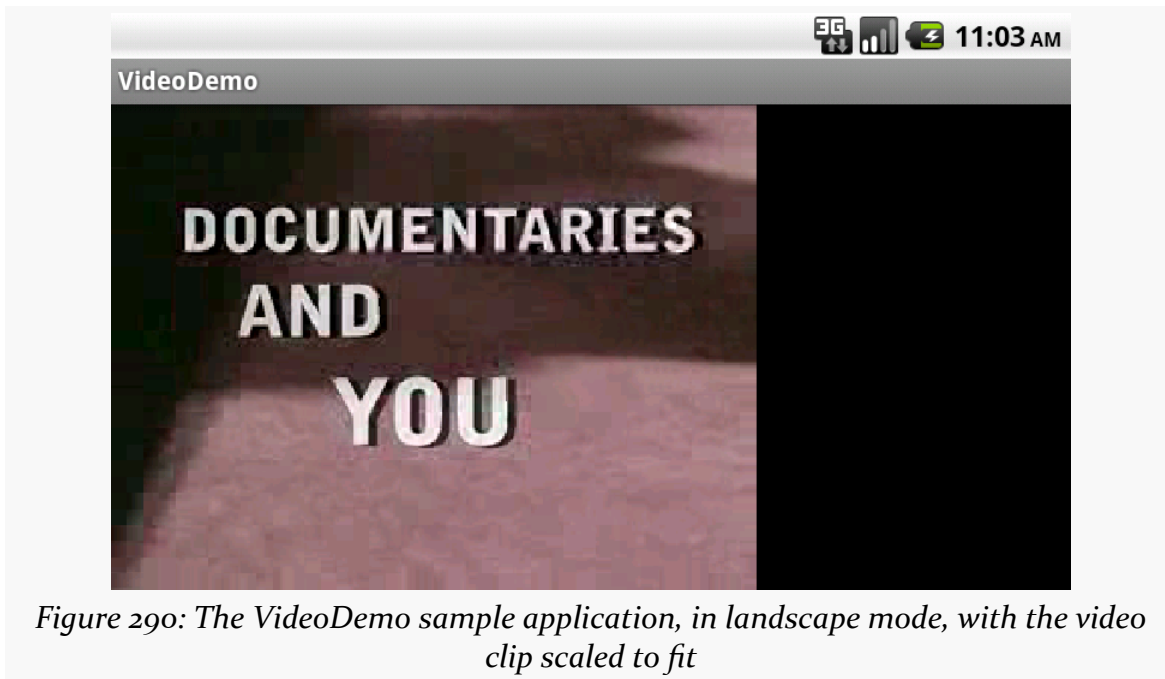 3G 11:03 AM
VideoDemo
DOCUMENTARIES
AND
YOU
Figure 290: The VideoDemo sample application, in landscape mode, with the video
clip scaled to fit